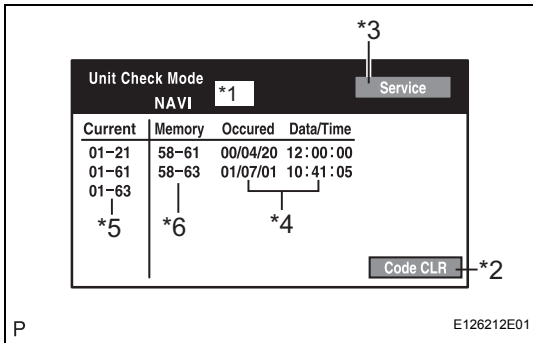 *3
Unit Check Mode
NAVI *1 Service
Current Memory Occured Data/Time
01-21 58-61 00/04/20 12:00:00
01-61 58-63 01/07/01 10:41:05
01-63
*5 *6 *4
Code CLR *2
P E126212E01